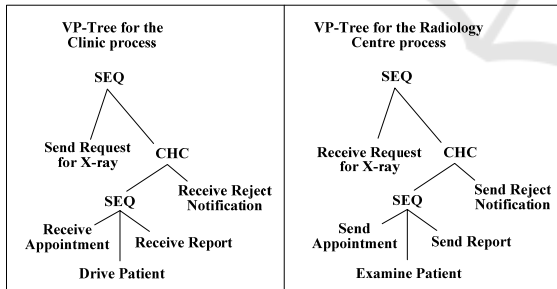 VP-Tree for the
Clinic process
SEQ
Send Request
for X-ray
CHC
SEQ
Receive Reject
Notification
Receive
Appointment
Receive Report
Drive Patient
VP-Tree for the Radiology
Centre process
SEQ
Receive Request
for X-ray
CHC
SEQ
Send Reject
Notification
Send
Appointment
Send Report
Examine Patient